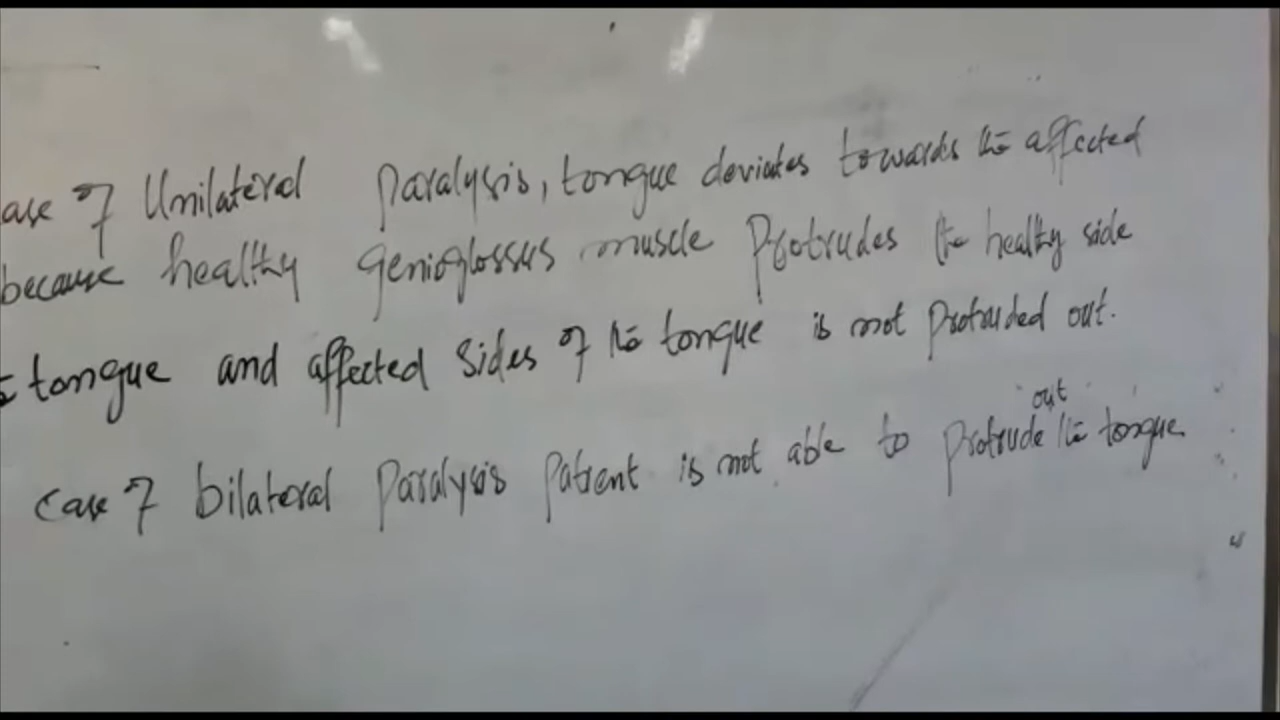 ase of Unilateral Paralysis, tongue deviates towards the affected
because healthy genioglossus muscle Protrudes the healthy side
tongue and affected Sides of the tongue is not Protruded out.
case of bilateral Paralysis Patient is not able to Protrude out the tongue